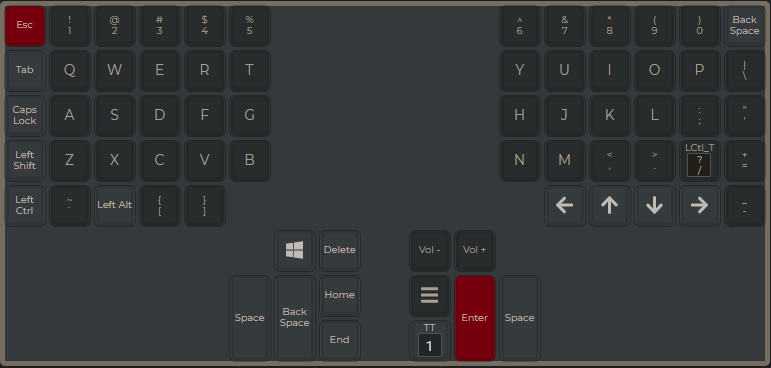 Esc ! 1 @ 2 # 3 $ 4 % 5 ^ 6 & 7 * 8 ( 9 ) 0 Back Space
Tab Q W E R T Y U I O P | \
Caps Lock A S D F G H J K L : ; " '
Left Shift Z X C V B N M < , > . LCtl_T ? / + =
Left Ctrl ~ ` Left Alt { [ } ] ← ↑ ↓ → _ -
Delete Vol - Vol +
Space Back Space Home Enter Space
End TT 1